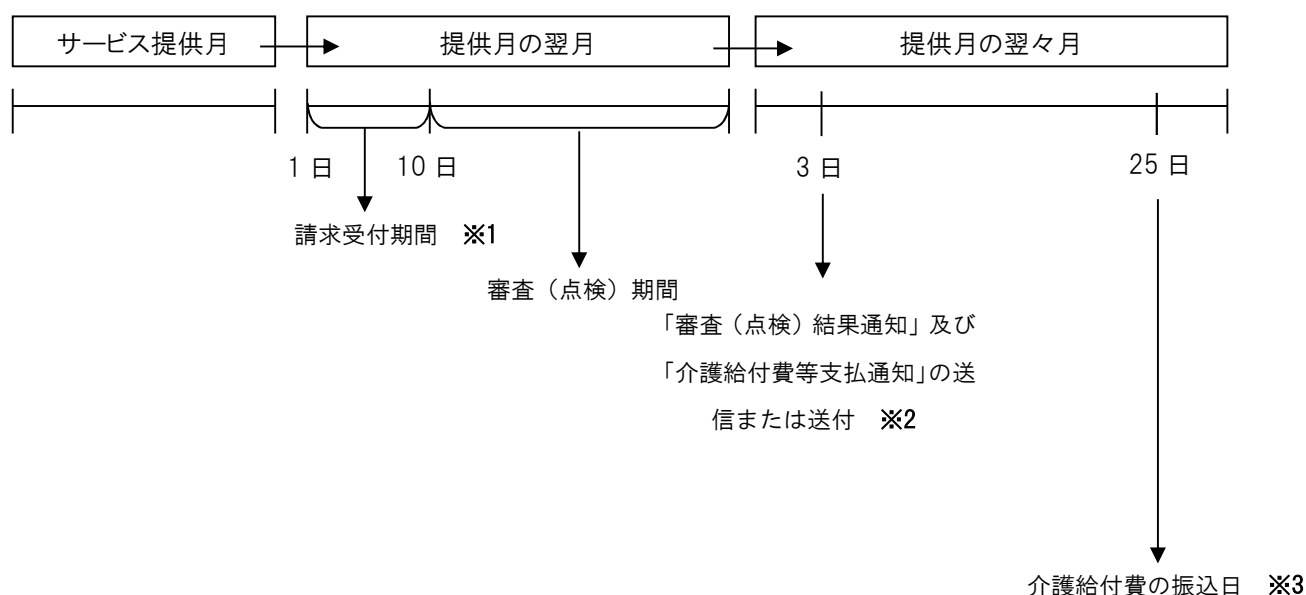 サービス提供月
提供月の翌月
提供月の翌々月
1日
10日
3日
25日
請求受付期間 ※1
審査（点検）期間
「審査（点検）結果通知」及び
「介護給付費等支払通知」の送
信または送付 ※2
介護給付費の振込日 ※3